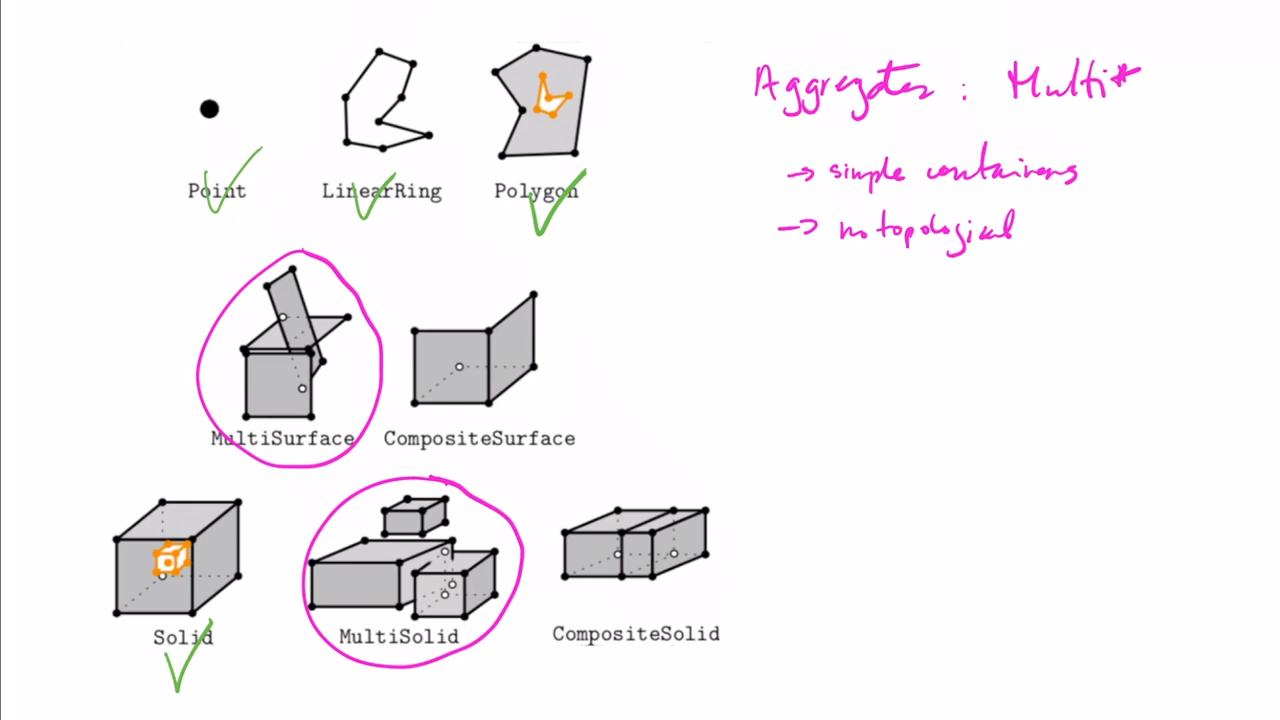 Aggregates : Multi*
→ simple containers
→ no topological
Point
LinearRing
Polygon
MultiSurface
CompositeSurface
Solid
MultiSolid
CompositeSolid